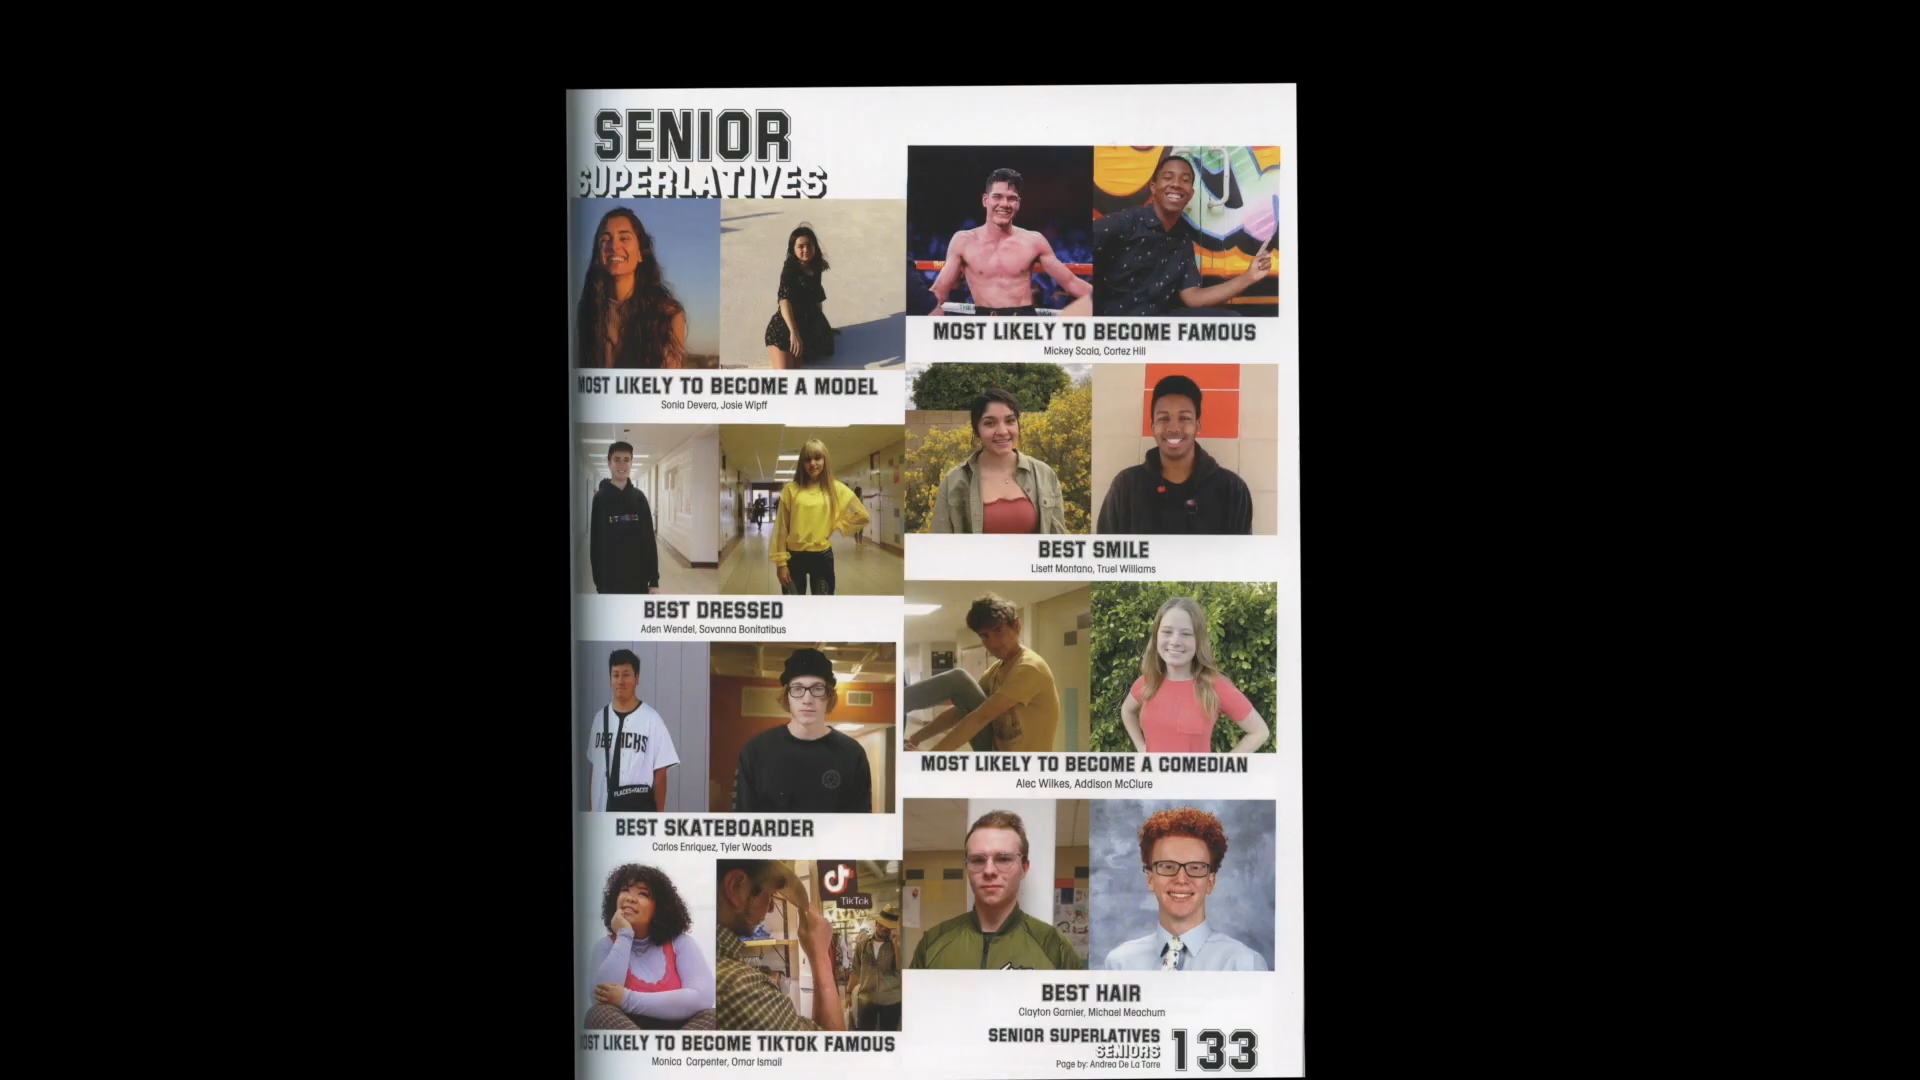 SENIOR
SUPERLATIVES
MOST LIKELY TO BECOME A MODEL
Sonia Devera, Josie Wipff
BEST DRESSED
Aden Wendel, Savanna Bonitatibus
PLACES+FACES
BEST SKATEBOARDER
Carlos Enriquez, Tyler Woods
TikTok
MOST LIKELY TO BECOME TIKTOK FAMOUS
Monica Carpenter, Omar Ismail
MOST LIKELY TO BECOME FAMOUS
Mickey Scala, Cortez Hill
BEST SMILE
Lisett Montano, Truel Williams
MOST LIKELY TO BECOME A COMEDIAN
Alec Wilkes, Addison McClure
BEST HAIR
Clayton Garnier, Michael Meachum
SENIOR SUPERLATIVES
SENIORS
Page by: Andrea De La Torre
133